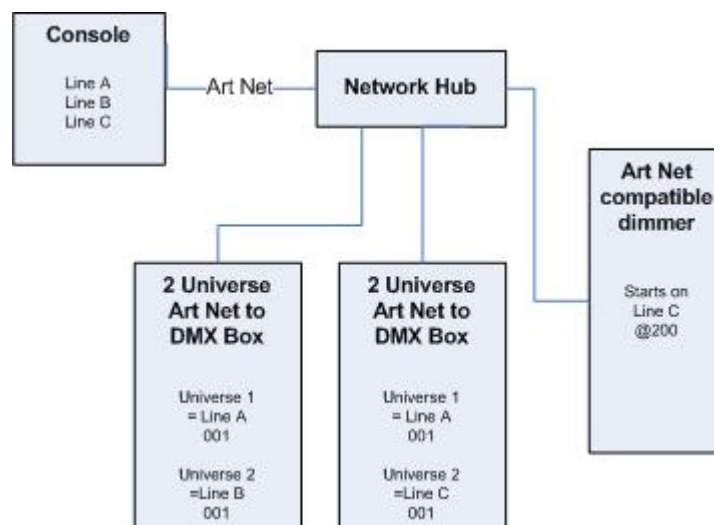 Console
Line A
Line B
Line C
Art Net
Network Hub
Art Net
compatible
dimmer
Starts on
Line C
@200
2 Universe
Art Net to
DMX Box
Universe 1
= Line A
001
Universe 2
=Line B
001
2 Universe
Art Net to
DMX Box
Universe 1
= Line A
001
Universe 2
=Line C
001